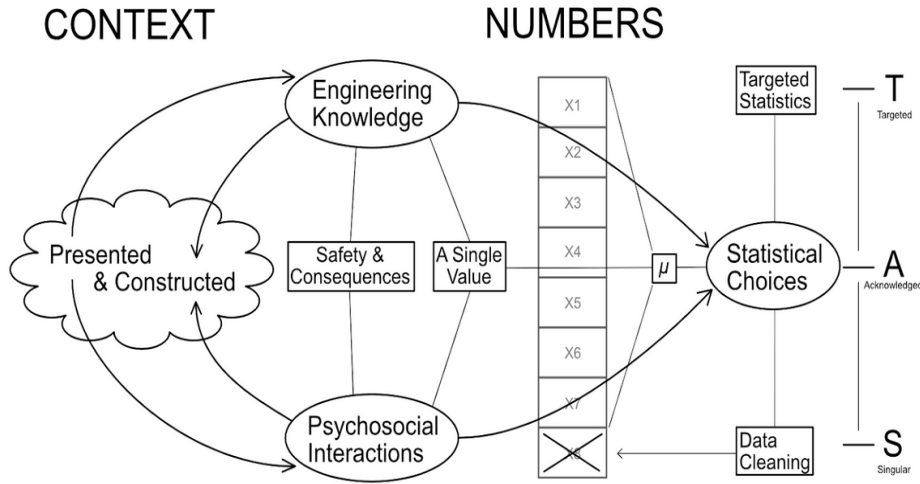 CONTEXT
NUMBERS
Engineering
Knowledge
Presented
& Constructed
Safety &
Consequences
A Single
Value
Psychosocial
Interactions
X1
X2
X3
X4
X5
X6
X7
μ
Targeted
Statistics
Statistical
Choices
Data
Cleaning
T
Targeted
A
Acknowledged
S
Singular